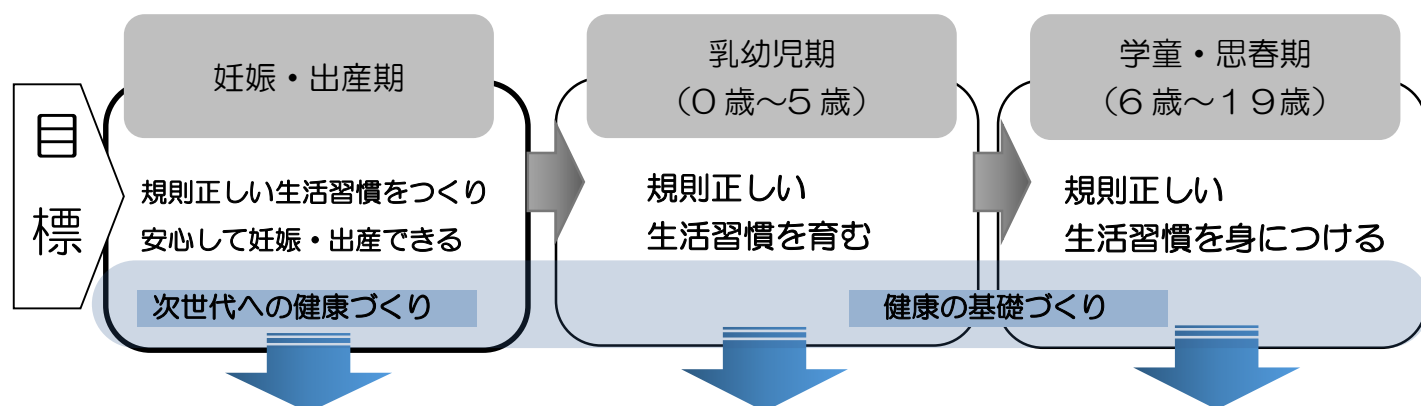 目標
妊娠・出産期
規則正しい生活習慣をつくり
安心して妊娠・出産できる
次世代への健康づくり
乳幼児期
（０歳～５歳）
規則正しい
生活習慣を育む
学童・思春期
（６歳～１９歳）
規則正しい
生活習慣を身につける
健康の基礎づくり